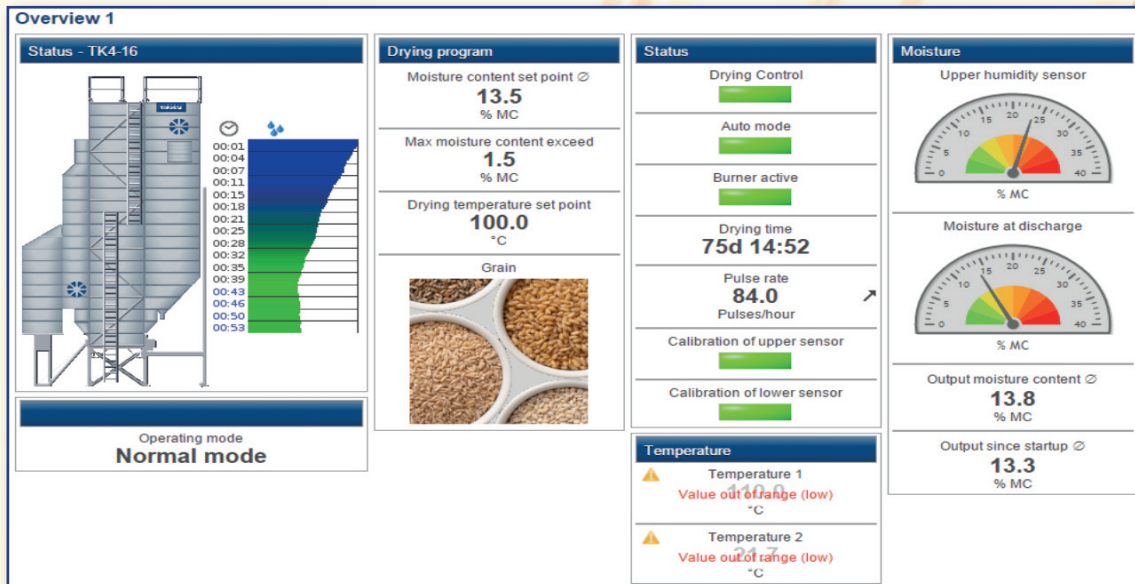 Overview 1
Status - TK4-16
00:01
00:04
00:07
00:11
00:15
00:18
00:21
00:25
00:28
00:32
00:35
00:39
00:43
00:46
00:50
00:53
Operating mode
Normal mode
Drying program
Moisture content set point ∅
13.5
% MC
Max moisture content exceed
1.5
% MC
Drying temperature set point
100.0
°C
Grain
Status
Drying Control
Auto mode
Burner active
Drying time
75d 14:52
Pulse rate
84.0
Pulses/hour
Calibration of upper sensor
Calibration of lower sensor
Temperature
Temperature 1
110.0
Value out of range (low)
°C
Temperature 2
21.7
Value out of range (low)
°C
Moisture
Upper humidity sensor
0 5 10 15 20 25 30 35 40
% MC
Moisture at discharge
0 5 10 15 20 25 30 35 40
% MC
Output moisture content ∅
13.8
% MC
Output since startup ∅
13.3
% MC